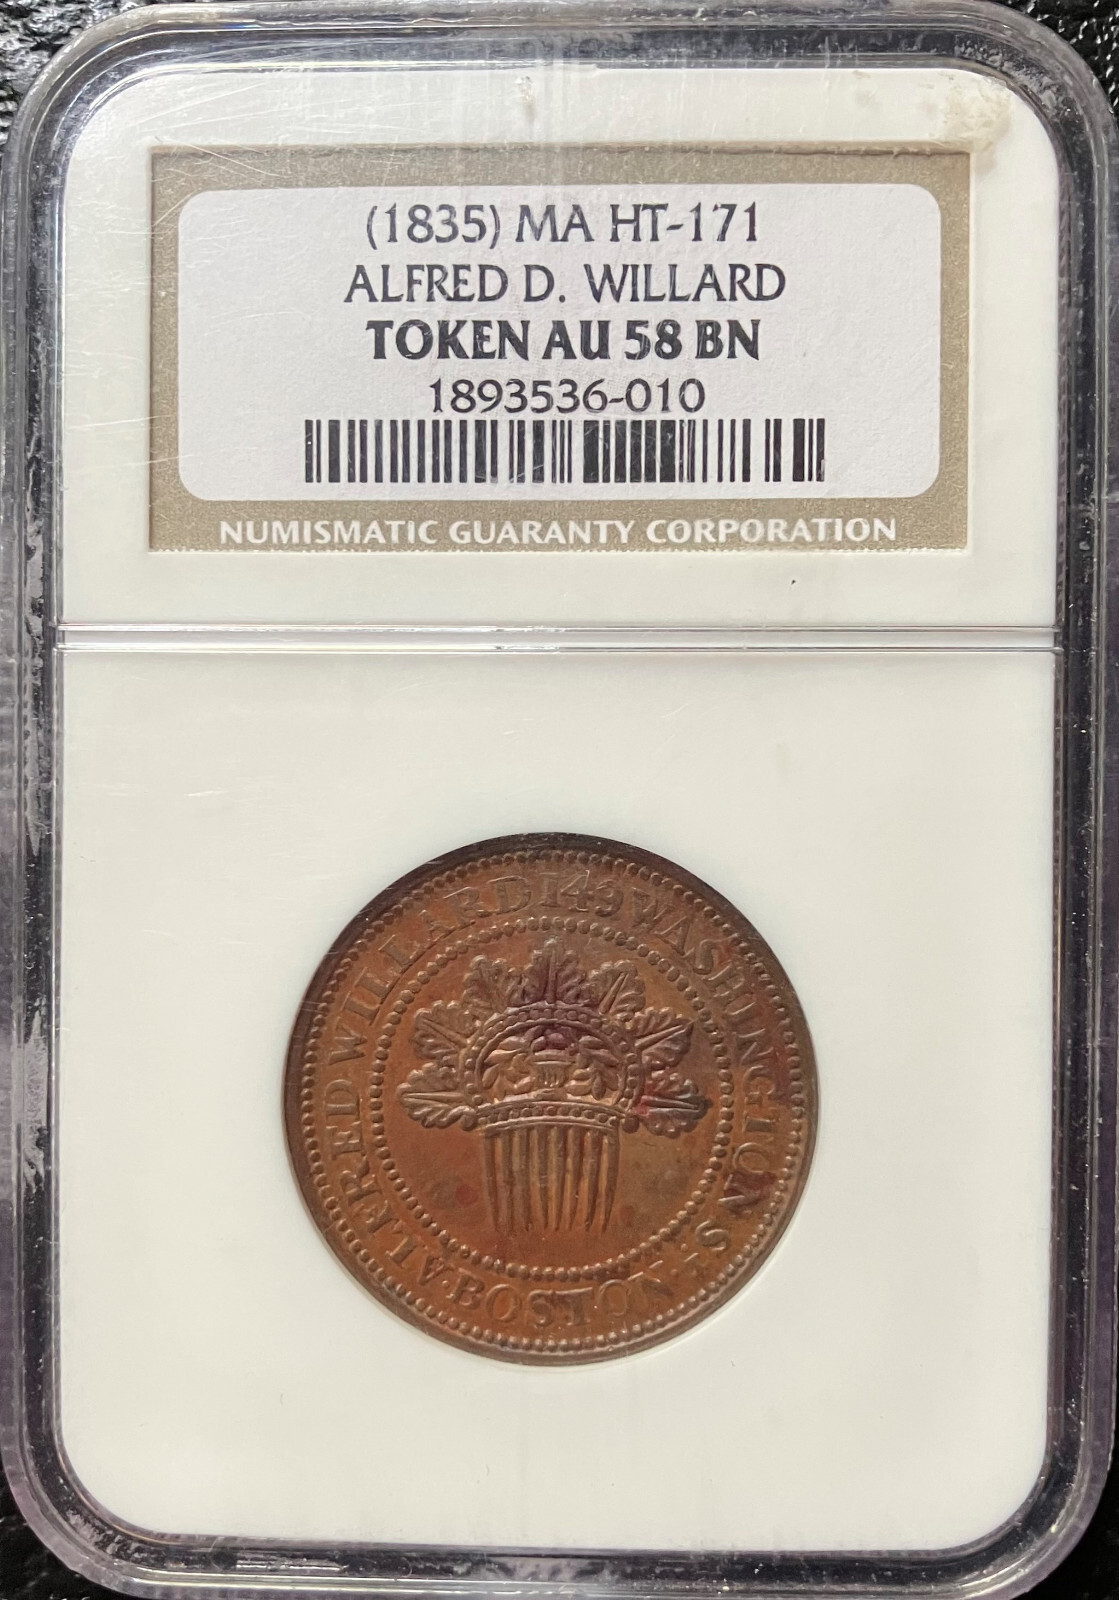 (1835) MA HT-171
ALFRED D. WILLARD
TOKEN AU 58 BN
1893536-010
NUMISMATIC GUARANTY CORPORATION
ALFRED WILLARD 149 WASHINGTON ST
· BOSTON ·